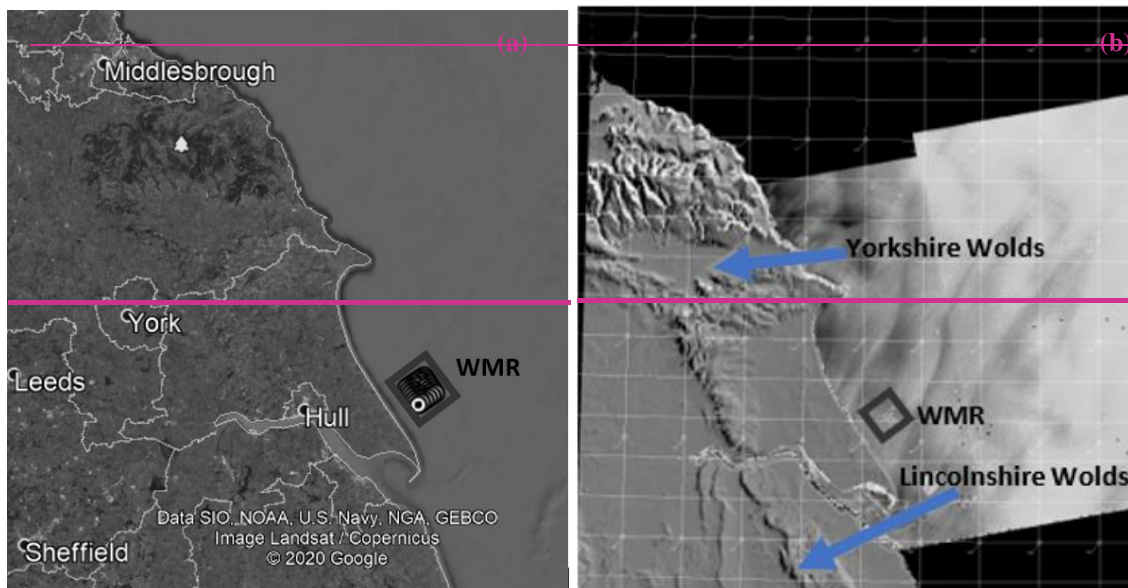 (a)
Middlesbrough
York
Leeds
WMR
Hull
Data SIO, NOAA, U.S. Navy, NGA, GEBCO
Image Landsat / Copernicus
© 2020 Google
Sheffield
(b)
Yorkshire Wolds
WMR
Lincolnshire Wolds